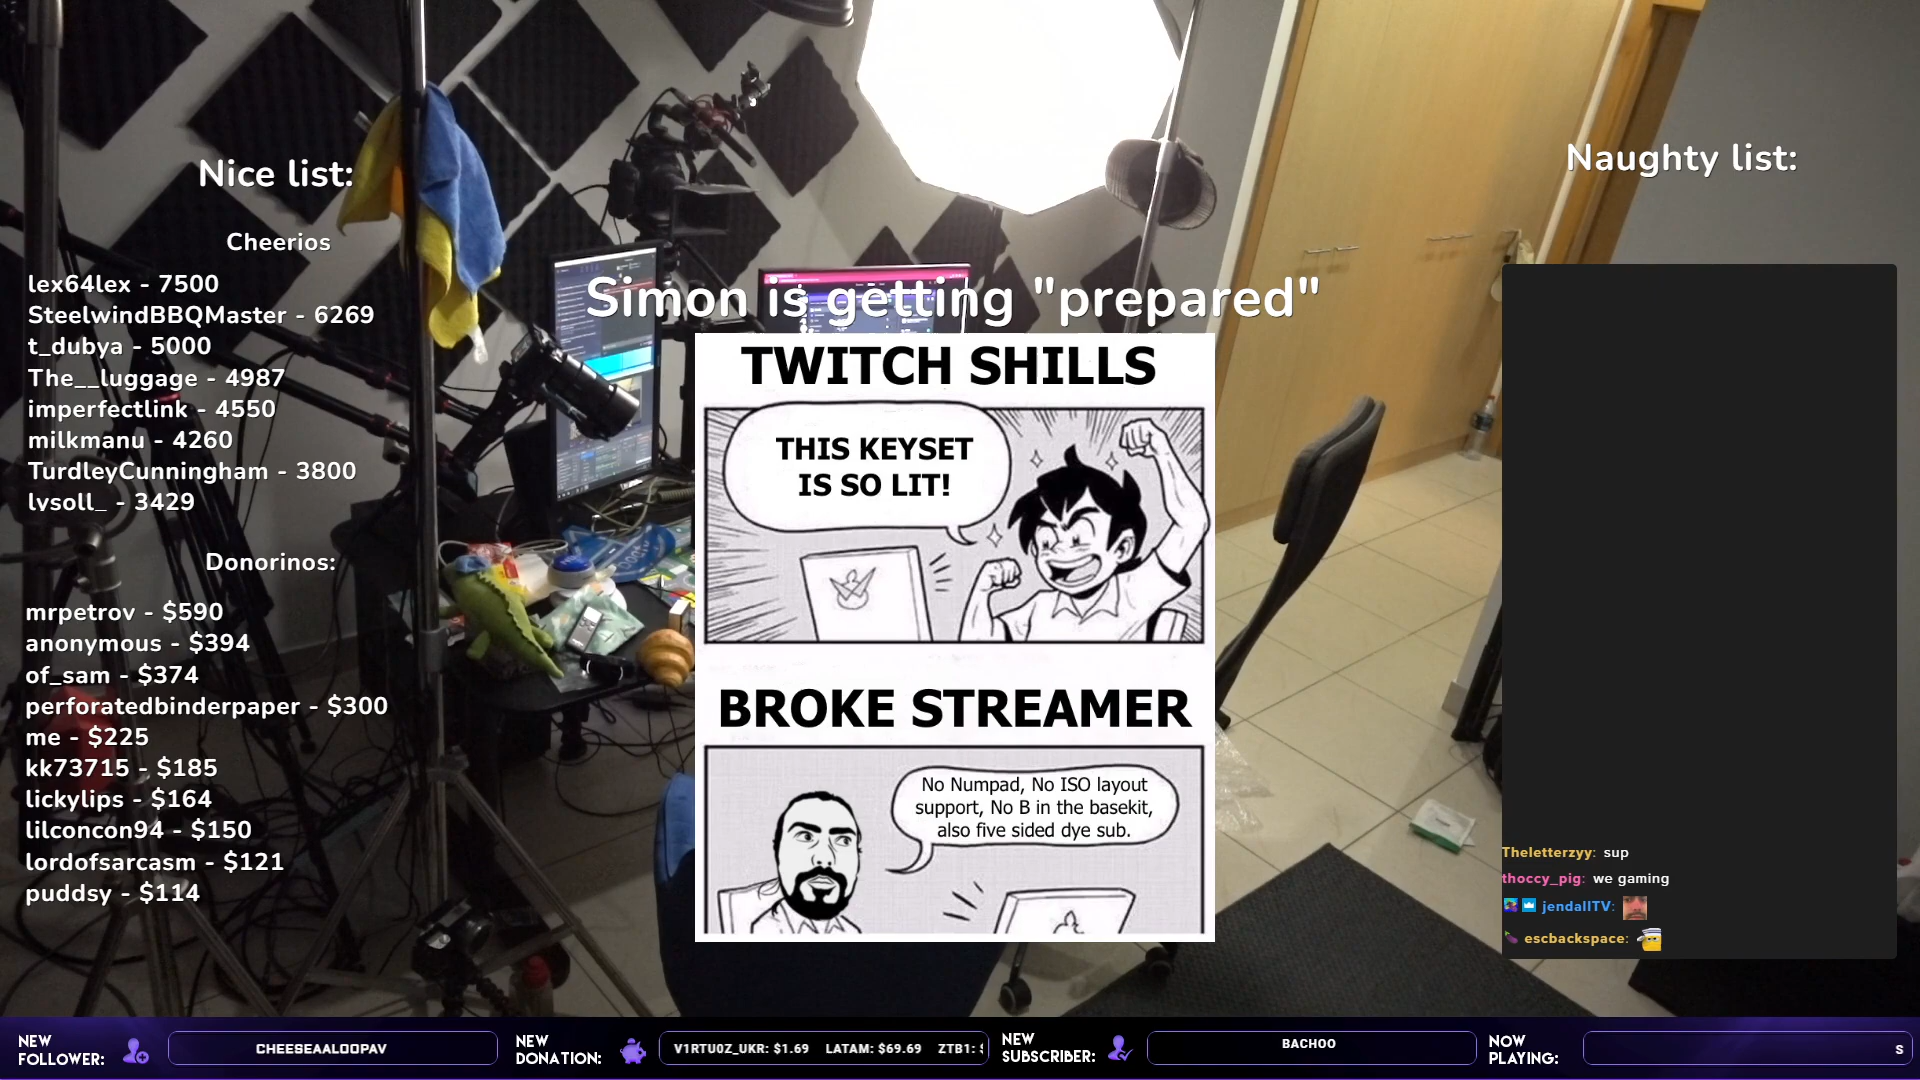 Nice list:
Cheerios
lex64lex - 7500
SteelwindBBQMaster - 6269
t_dubya - 5000
The__luggage - 4987
imperfectlink - 4550
milkmanu - 4260
TurdleyCunningham - 3800
lvsoll_ - 3429
Donorinos:
mrpetrov - $590
anonymous - $394
of_sam - $374
perforatedbinderpaper - $300
me - $225
kk73715 - $185
lickylips - $164
lilconcon94 - $150
lordofsarcasm - $121
puddsy - $114
Simon is getting "prepared"
TWITCH SHILLS
THIS KEYSET
IS SO LIT!
BROKE STREAMER
No Numpad, No ISO layout
support, No B in the basekit,
also five sided dye sub.
Naughty list:
Theletterzyy: sup
thoccy_pig: we gaming
jendallTV:
escbackspace:
NEW
FOLLOWER:
CHEESEAALOOPAV
NEW
DONATION:
V1RTU0Z_UKR: $1.69 LATAM: $69.69 ZTB1: $
NEW
SUBSCRIBER:
BACHOO
NOW
PLAYING:
S